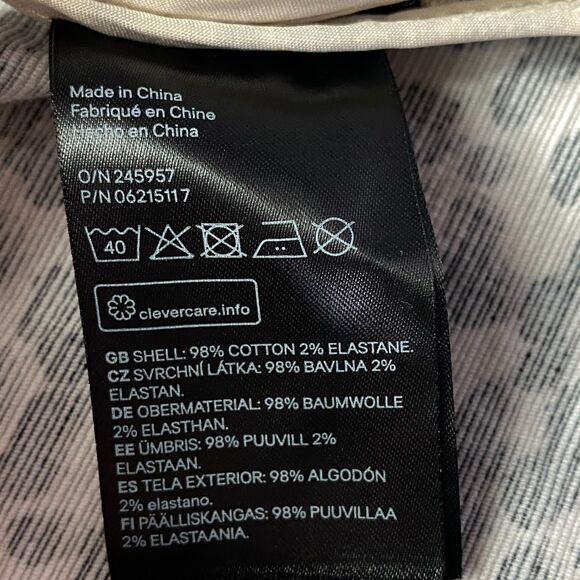 Made in China
Fabriqué en Chine
Hecho en China
O/N 245957
P/N 06215117
40
clevercare.info
GB SHELL: 98% COTTON 2% ELASTANE.
CZ SVRCHNÍ LÁTKA: 98% BAVLNA 2%
ELASTAN.
DE OBERMATERIAL: 98% BAUMWOLLE
2% ELASTHAN.
EE ÜMBRIS: 98% PUUVILL 2%
ELASTAAN.
ES TELA EXTERIOR: 98% ALGODÓN
2% elastano.
FI PÄÄLLISKANGAS: 98% PUUVILLAA
2% ELASTAANIA.